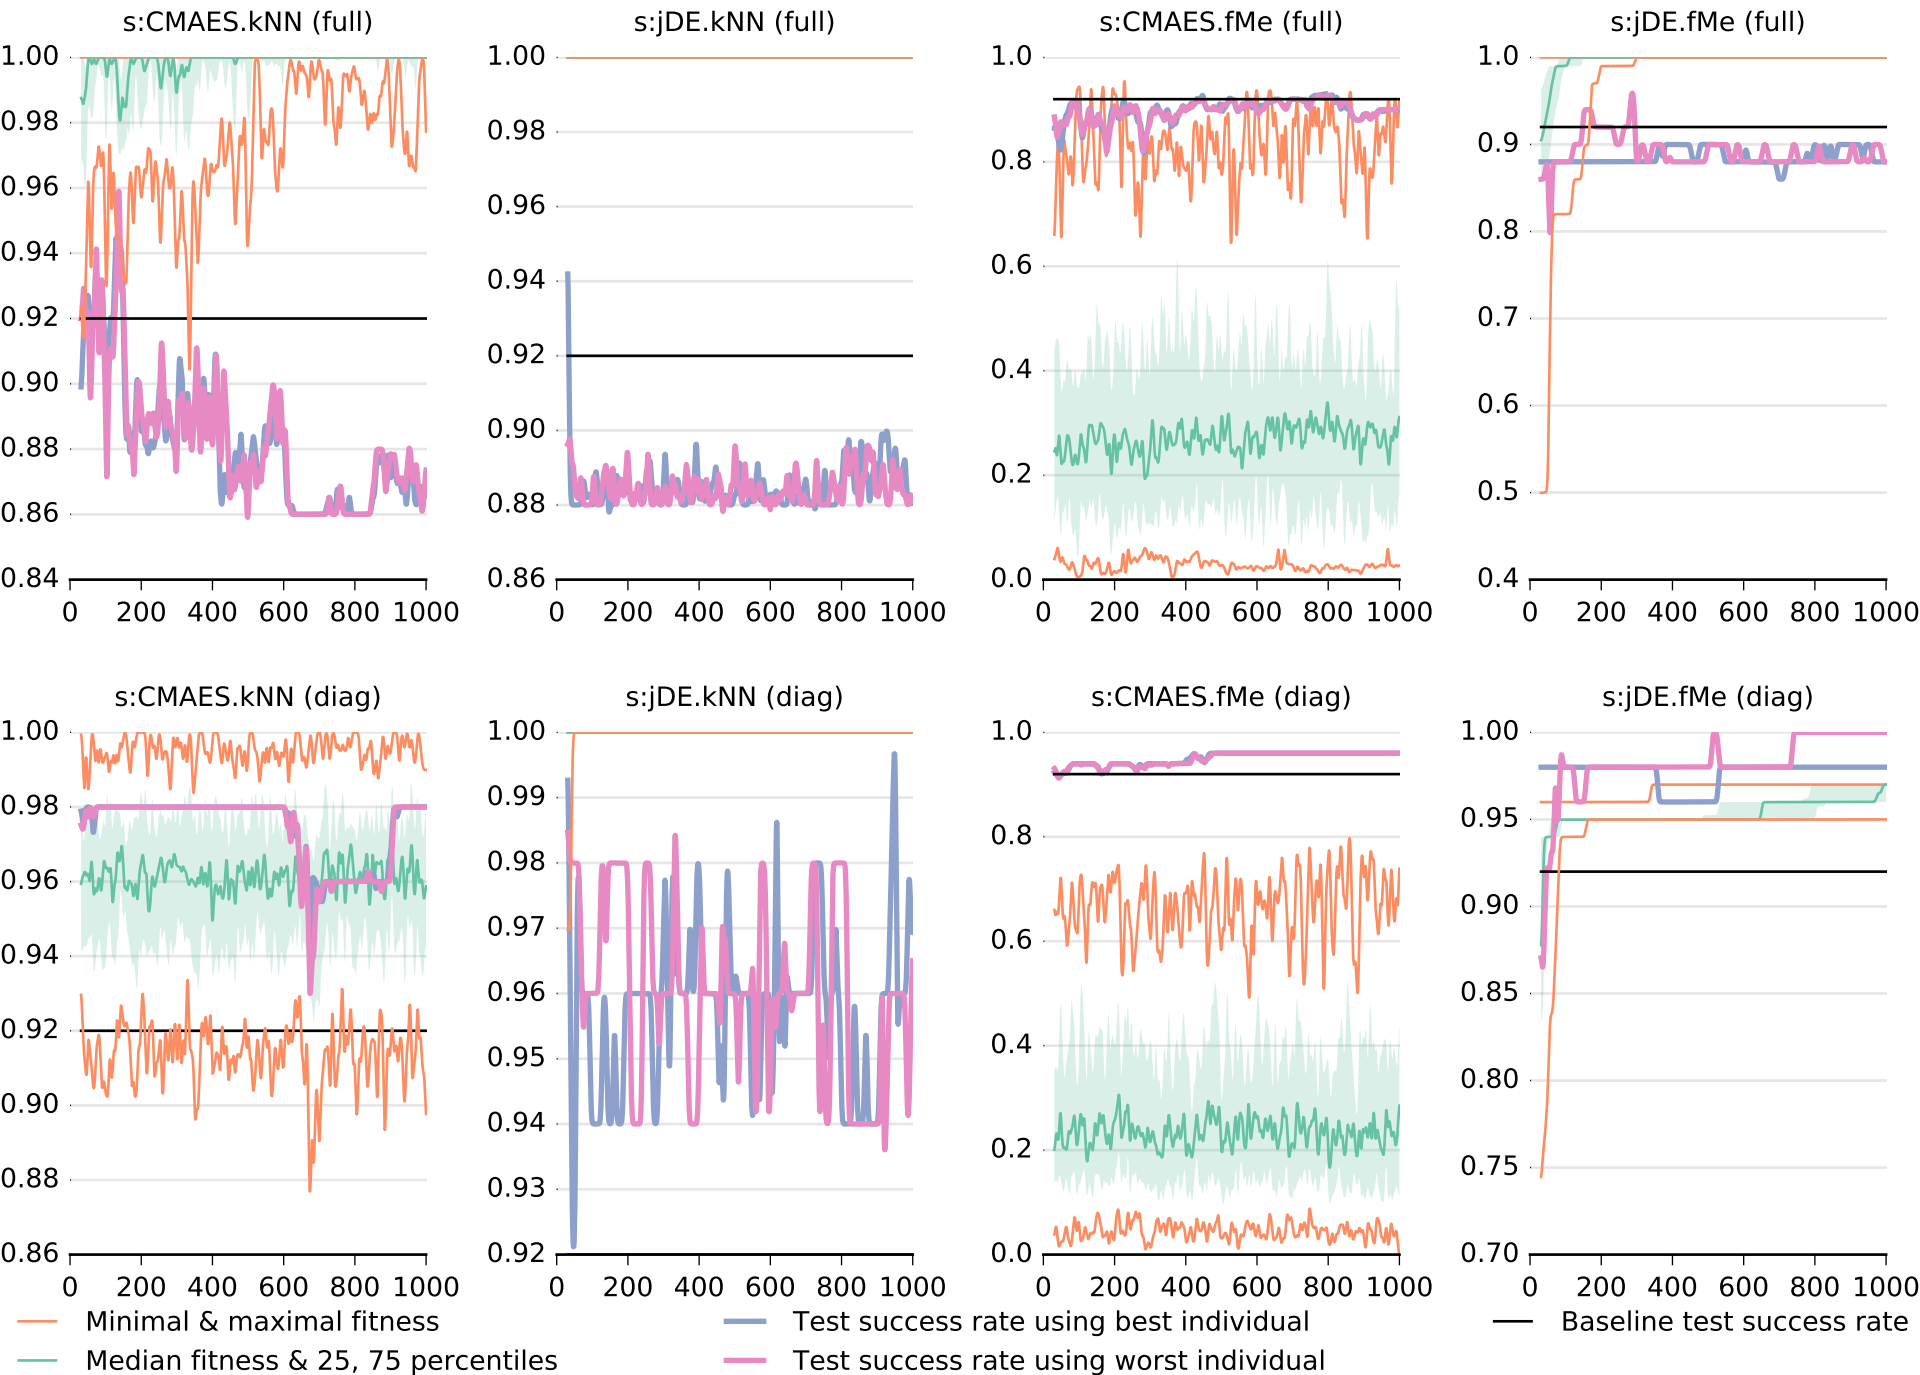 s:CMAES.kNN (full) s:jDE.kNN (full) s:CMAES.fMe (full) s:jDE.fMe (full)
1.00 1.00 1.0 1.0
0.98 0.98 0.8 0.9
0.96 0.96 0.6 0.8
0.94 0.94 0.4 0.7
0.92 0.92 0.2 0.6
0.90 0.90 0.0 0.5
0.88 0.88 0.4
0.86 0.86
0.84
0 200 400 600 800 1000 0 200 400 600 800 1000 0 200 400 600 800 1000 0 200 400 600 800 1000
s:CMAES.kNN (diag) s:jDE.kNN (diag) s:CMAES.fMe (diag) s:jDE.fMe (diag)
1.00 1.00 1.0 1.00
0.98 0.99 0.8 0.95
0.96 0.98 0.6 0.90
0.94 0.97 0.4 0.85
0.92 0.96 0.2 0.80
0.90 0.95 0.0 0.75
0.88 0.94 0.70
0.86 0.93
0.92
0 200 400 600 800 1000 0 200 400 600 800 1000 0 200 400 600 800 1000 0 200 400 600 800 1000
Minimal & maximal fitness Test success rate using best individual Baseline test success rate
Median fitness & 25, 75 percentiles Test success rate using worst individual